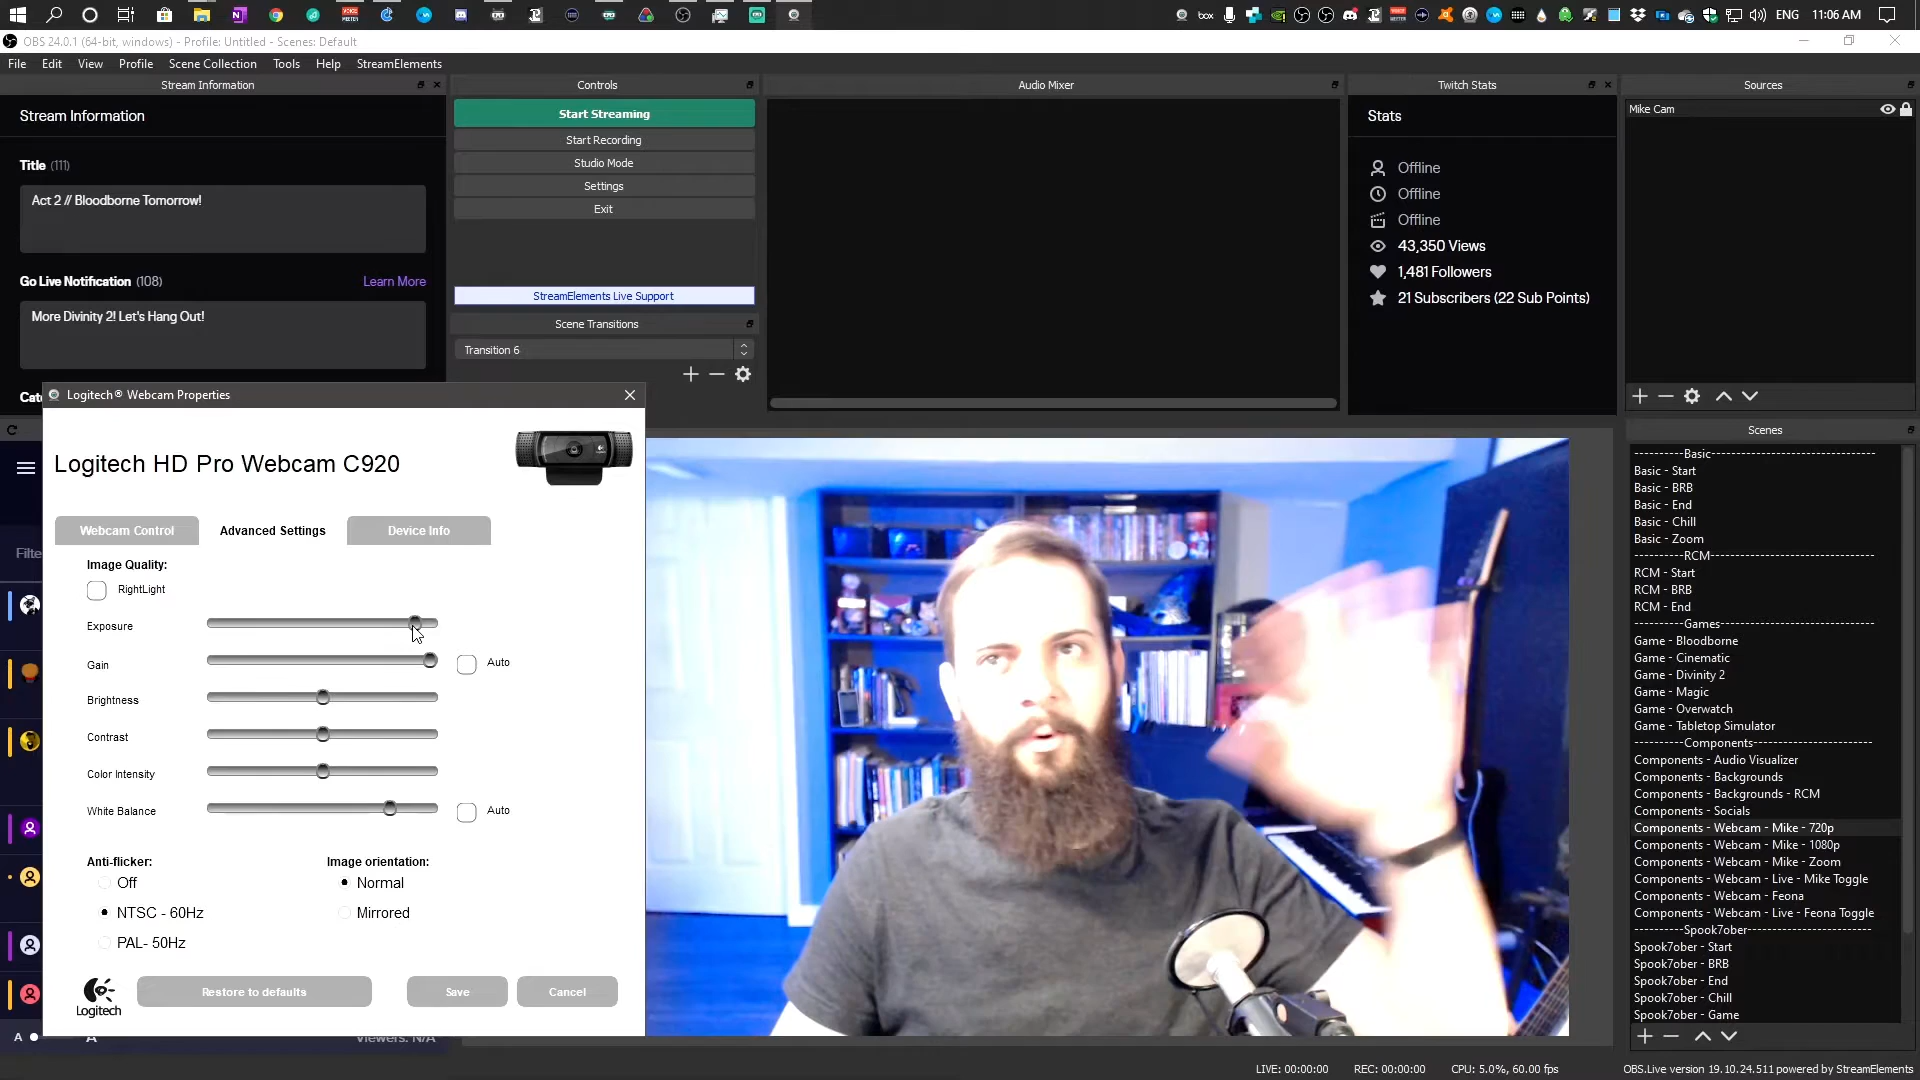 ENG
11:06 AM
OBS 24.0.1 (64-bit, windows) - Profile: Untitled - Scenes: Default
File Edit View Profile Scene Collection Tools Help StreamElements
Stream Information
Stream Information
Title (111)
Act 2 // Bloodborne Tomorrow!
Go Live Notification (108)
Learn More
More Divinity 2! Let's Hang Out!
Controls
Start Streaming
Start Recording
Studio Mode
Settings
Exit
StreamElements Live Support
Scene Transitions
Transition 6
Audio Mixer
Twitch Stats
Stats
Offline
Offline
Offline
43,350 Views
1,481 Followers
21 Subscribers (22 Sub Points)
Sources
Mike Cam
Logitech® Webcam Properties
Logitech HD Pro Webcam C920
Webcam Control
Advanced Settings
Device Info
Image Quality:
RightLight
Exposure
Gain
Auto
Brightness
Contrast
Color Intensity
White Balance
Auto
Anti-flicker:
Off
NTSC - 60Hz
PAL- 50Hz
Image orientation:
Normal
Mirrored
Logitech
Restore to defaults
Save
Cancel
Viewers: N/A
Scenes
----------Basic----------
Basic - Start
Basic - BRB
Basic - End
Basic - Chill
Basic - Zoom
----------RCM----------
RCM - Start
RCM - BRB
RCM - End
----------Games----------
Game - Bloodborne
Game - Cinematic
Game - Divinity 2
Game - Magic
Game - Overwatch
Game - Tabletop Simulator
----------Components----------
Components - Audio Visualizer
Components - Backgrounds
Components - Backgrounds - RCM
Components - Socials
Components - Webcam - Mike - 720p
Components - Webcam - Mike - 1080p
Components - Webcam - Mike - Zoom
Components - Webcam - Live - Mike Toggle
Components - Webcam - Feona
Components - Webcam - Live - Feona Toggle
----------Spook7ober----------
Spook7ober - Start
Spook7ober - BRB
Spook7ober - End
Spook7ober - Chill
Spook7ober - Game
LIVE: 00:00:00
REC: 00:00:00
CPU: 5.0%, 60.00 fps
OBS.Live version 19.10.24.511 powered by StreamElements